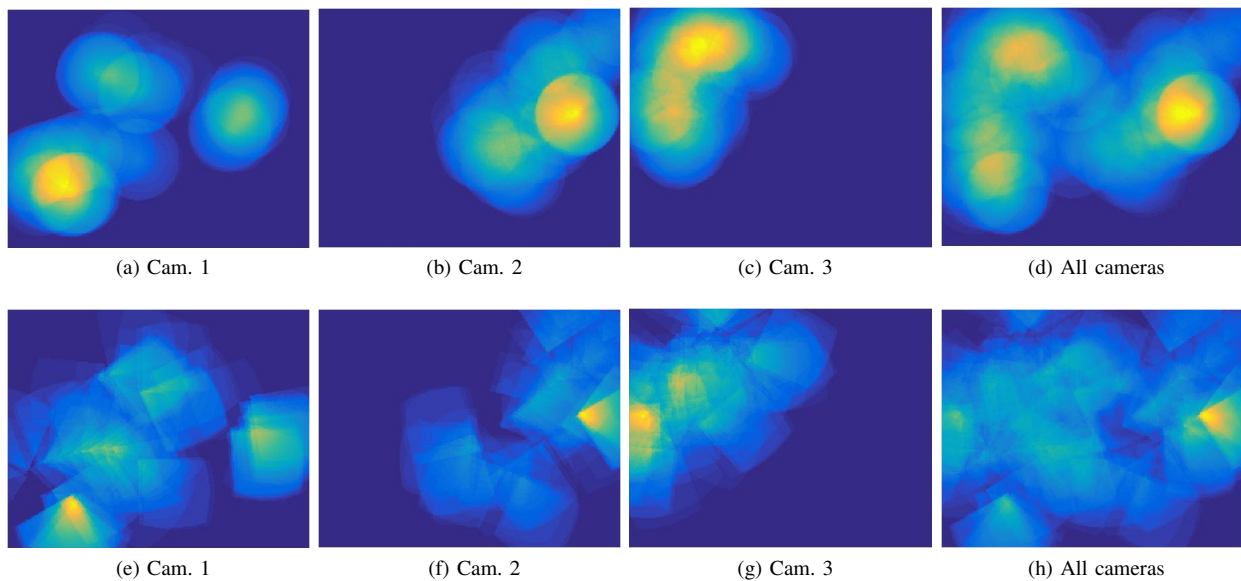 (a) Cam. 1
(b) Cam. 2
(c) Cam. 3
(d) All cameras
(e) Cam. 1
(f) Cam. 2
(g) Cam. 3
(h) All cameras